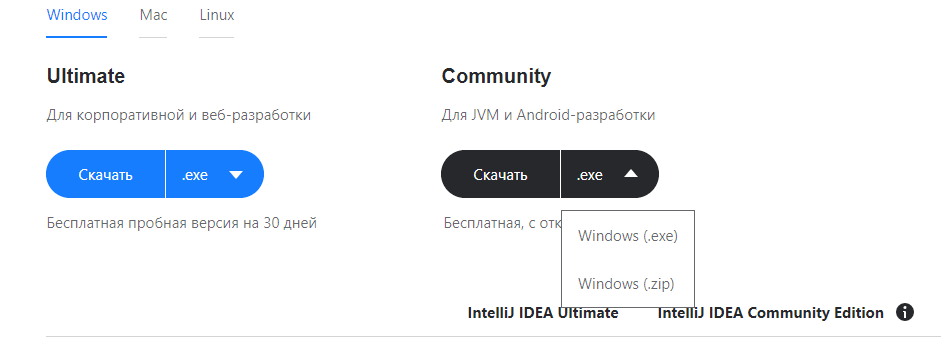 Windows Mac Linux
Ultimate
Для корпоративной и веб-разработки
Скачать .exe
Бесплатная пробная версия на 30 дней
Community
Для JVM и Android-разработки
Скачать .exe
Бесплатная, с отк
Windows (.exe)
Windows (.zip)
IntelliJ IDEA Ultimate IntelliJ IDEA Community Edition